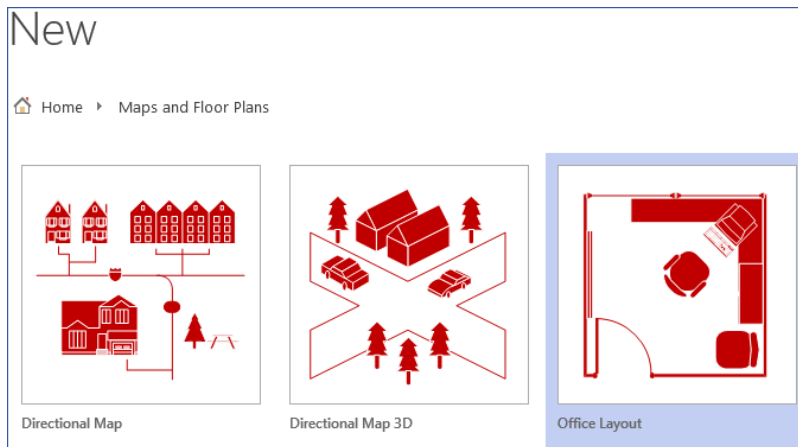 New
Home Maps and Floor Plans
Directional Map
Directional Map 3D
Office Layout